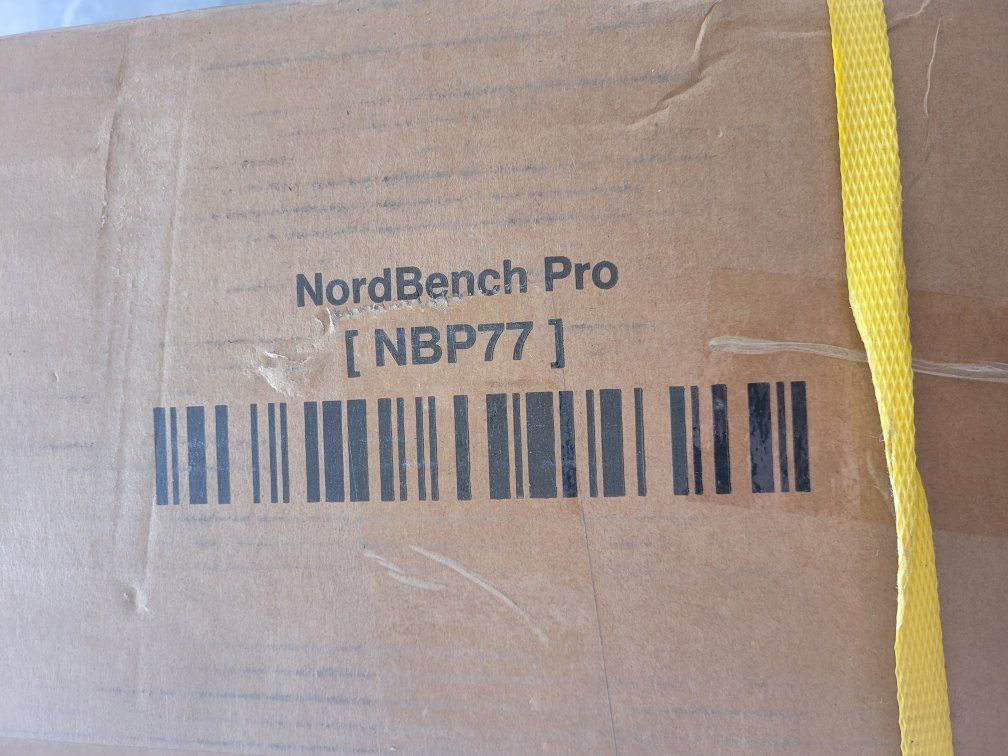 NordBench Pro
[ NBP77 ]